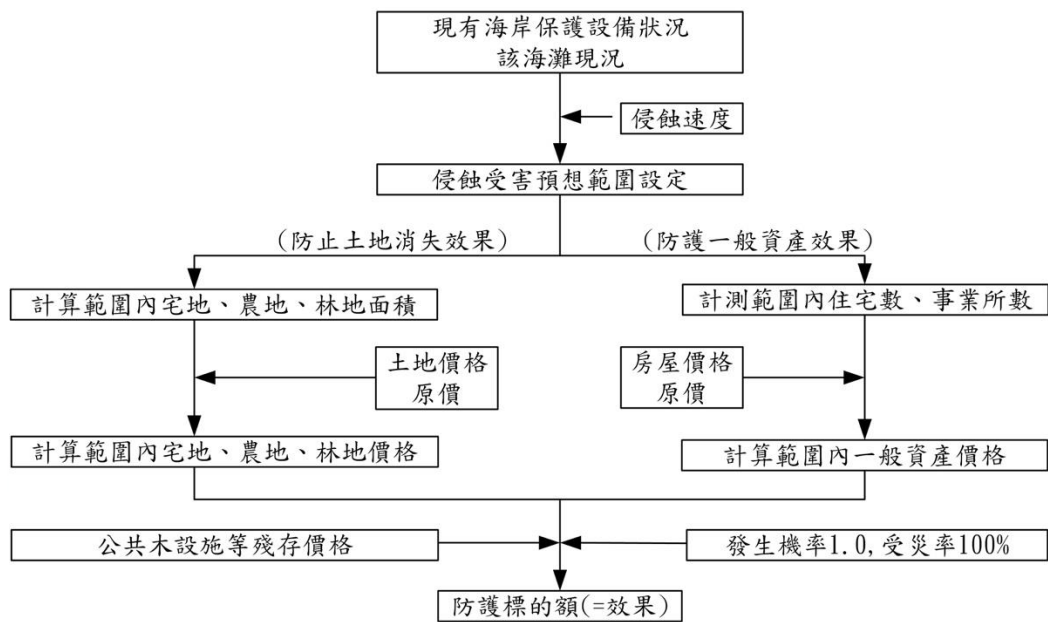 現有海岸保護設備狀況
該海灘現況
侵蝕速度
侵蝕受害預想範圍設定
(防止土地消失效果)
(防護一般資產效果)
計算範圍內宅地、農地、林地面積
計測範圍內住宅數、事業所數
土地價格
原價
房屋價格
原價
計算範圍內宅地、農地、林地價格
計算範圍內一般資產價格
公共木設施等殘存價格
發生機率1.0,受災率100%
防護標的額(=效果)